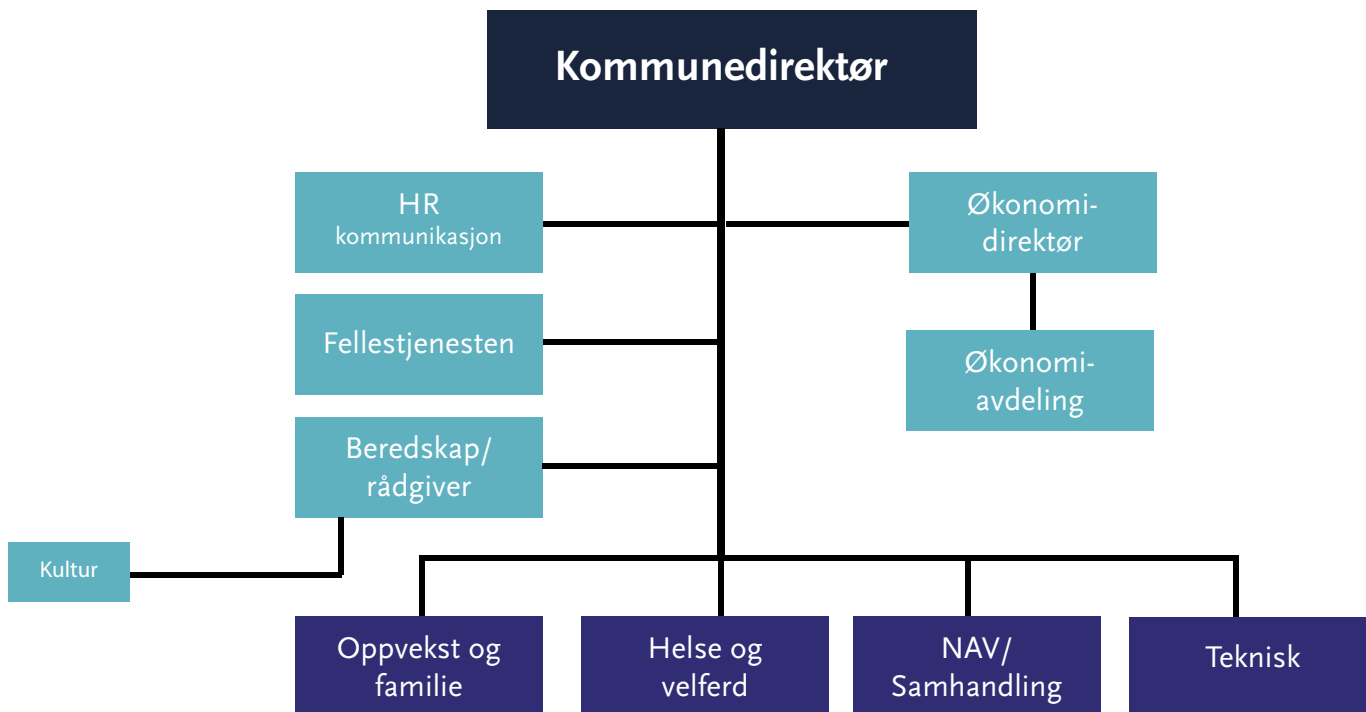 Kommunedirektør
HR
kommunikasjon
Økonomi-
direktør
Fellestjenesten
Økonomi-
avdeling
Beredskap/
rådgiver
Kultur
Oppvekst og
familie
Helse og
velferd
NAV/
Samhandling
Teknisk